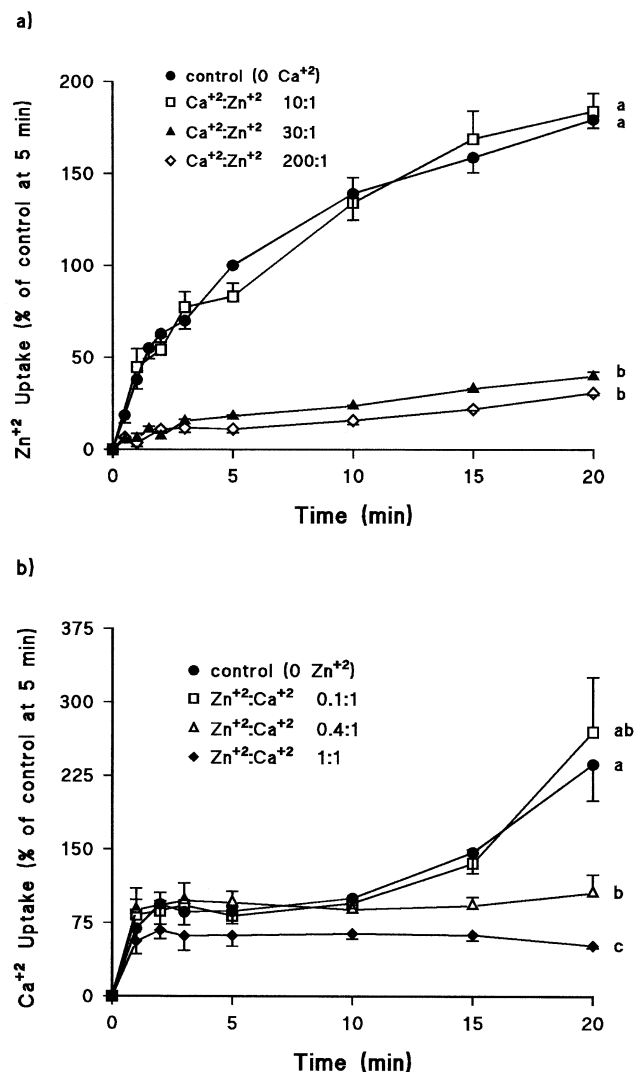 a)
Zn+2 Uptake (% of control at 5 min)
200
150
100
50
0
control (0 Ca+2)
Ca+2:Zn+2 10:1
Ca+2:Zn+2 30:1
Ca+2:Zn+2 200:1
a
a
b
b
0 5 10 15 20
Time (min)
b)
Ca+2 Uptake (% of control at 5 min)
375
300
225
150
75
0
control (0 Zn+2)
Zn+2:Ca+2 0.1:1
Zn+2:Ca+2 0.4:1
Zn+2:Ca+2 1:1
ab
a
b
c
0 5 10 15 20
Time (min)